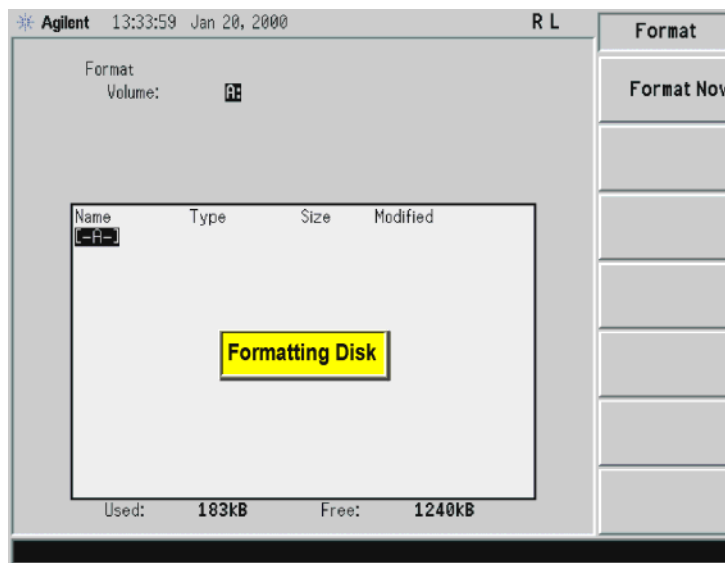 Agilent 13:33:59 Jan 20, 2000 R L
Format
Format
Volume: A:
Format Now
Name Type Size Modified
[-A-]
Formatting Disk
Used: 183kB Free: 1240kB